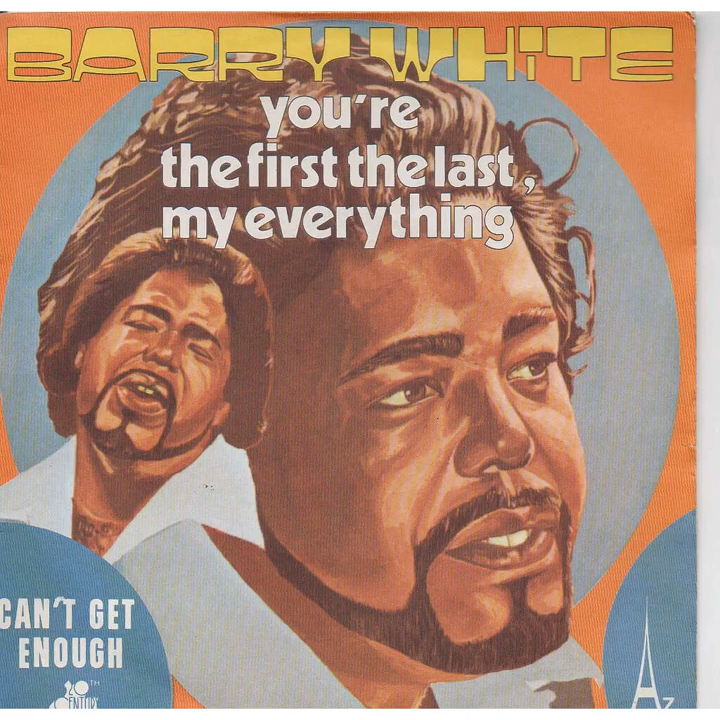 BARRY WHITE
you're
the first the last,
my everything
CAN'T GET
ENOUGH
20TH
CENTURY
AZ